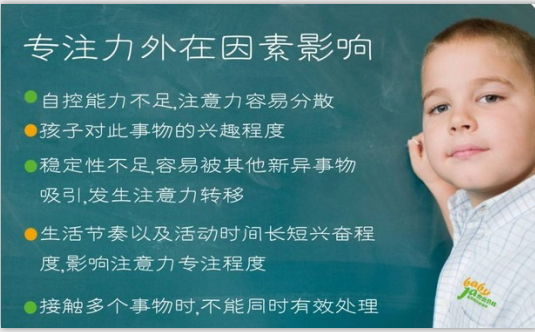 专注力外在因素影响
自控能力不足,注意力容易分散
孩子对此事物的兴趣程度
稳定性不足,容易被其他新异事物
吸引,发生注意力转移
生活节奏以及活动时间长短兴奋程
度,影响注意力专注程度
接触多个事物时,不能同时有效处理
baby